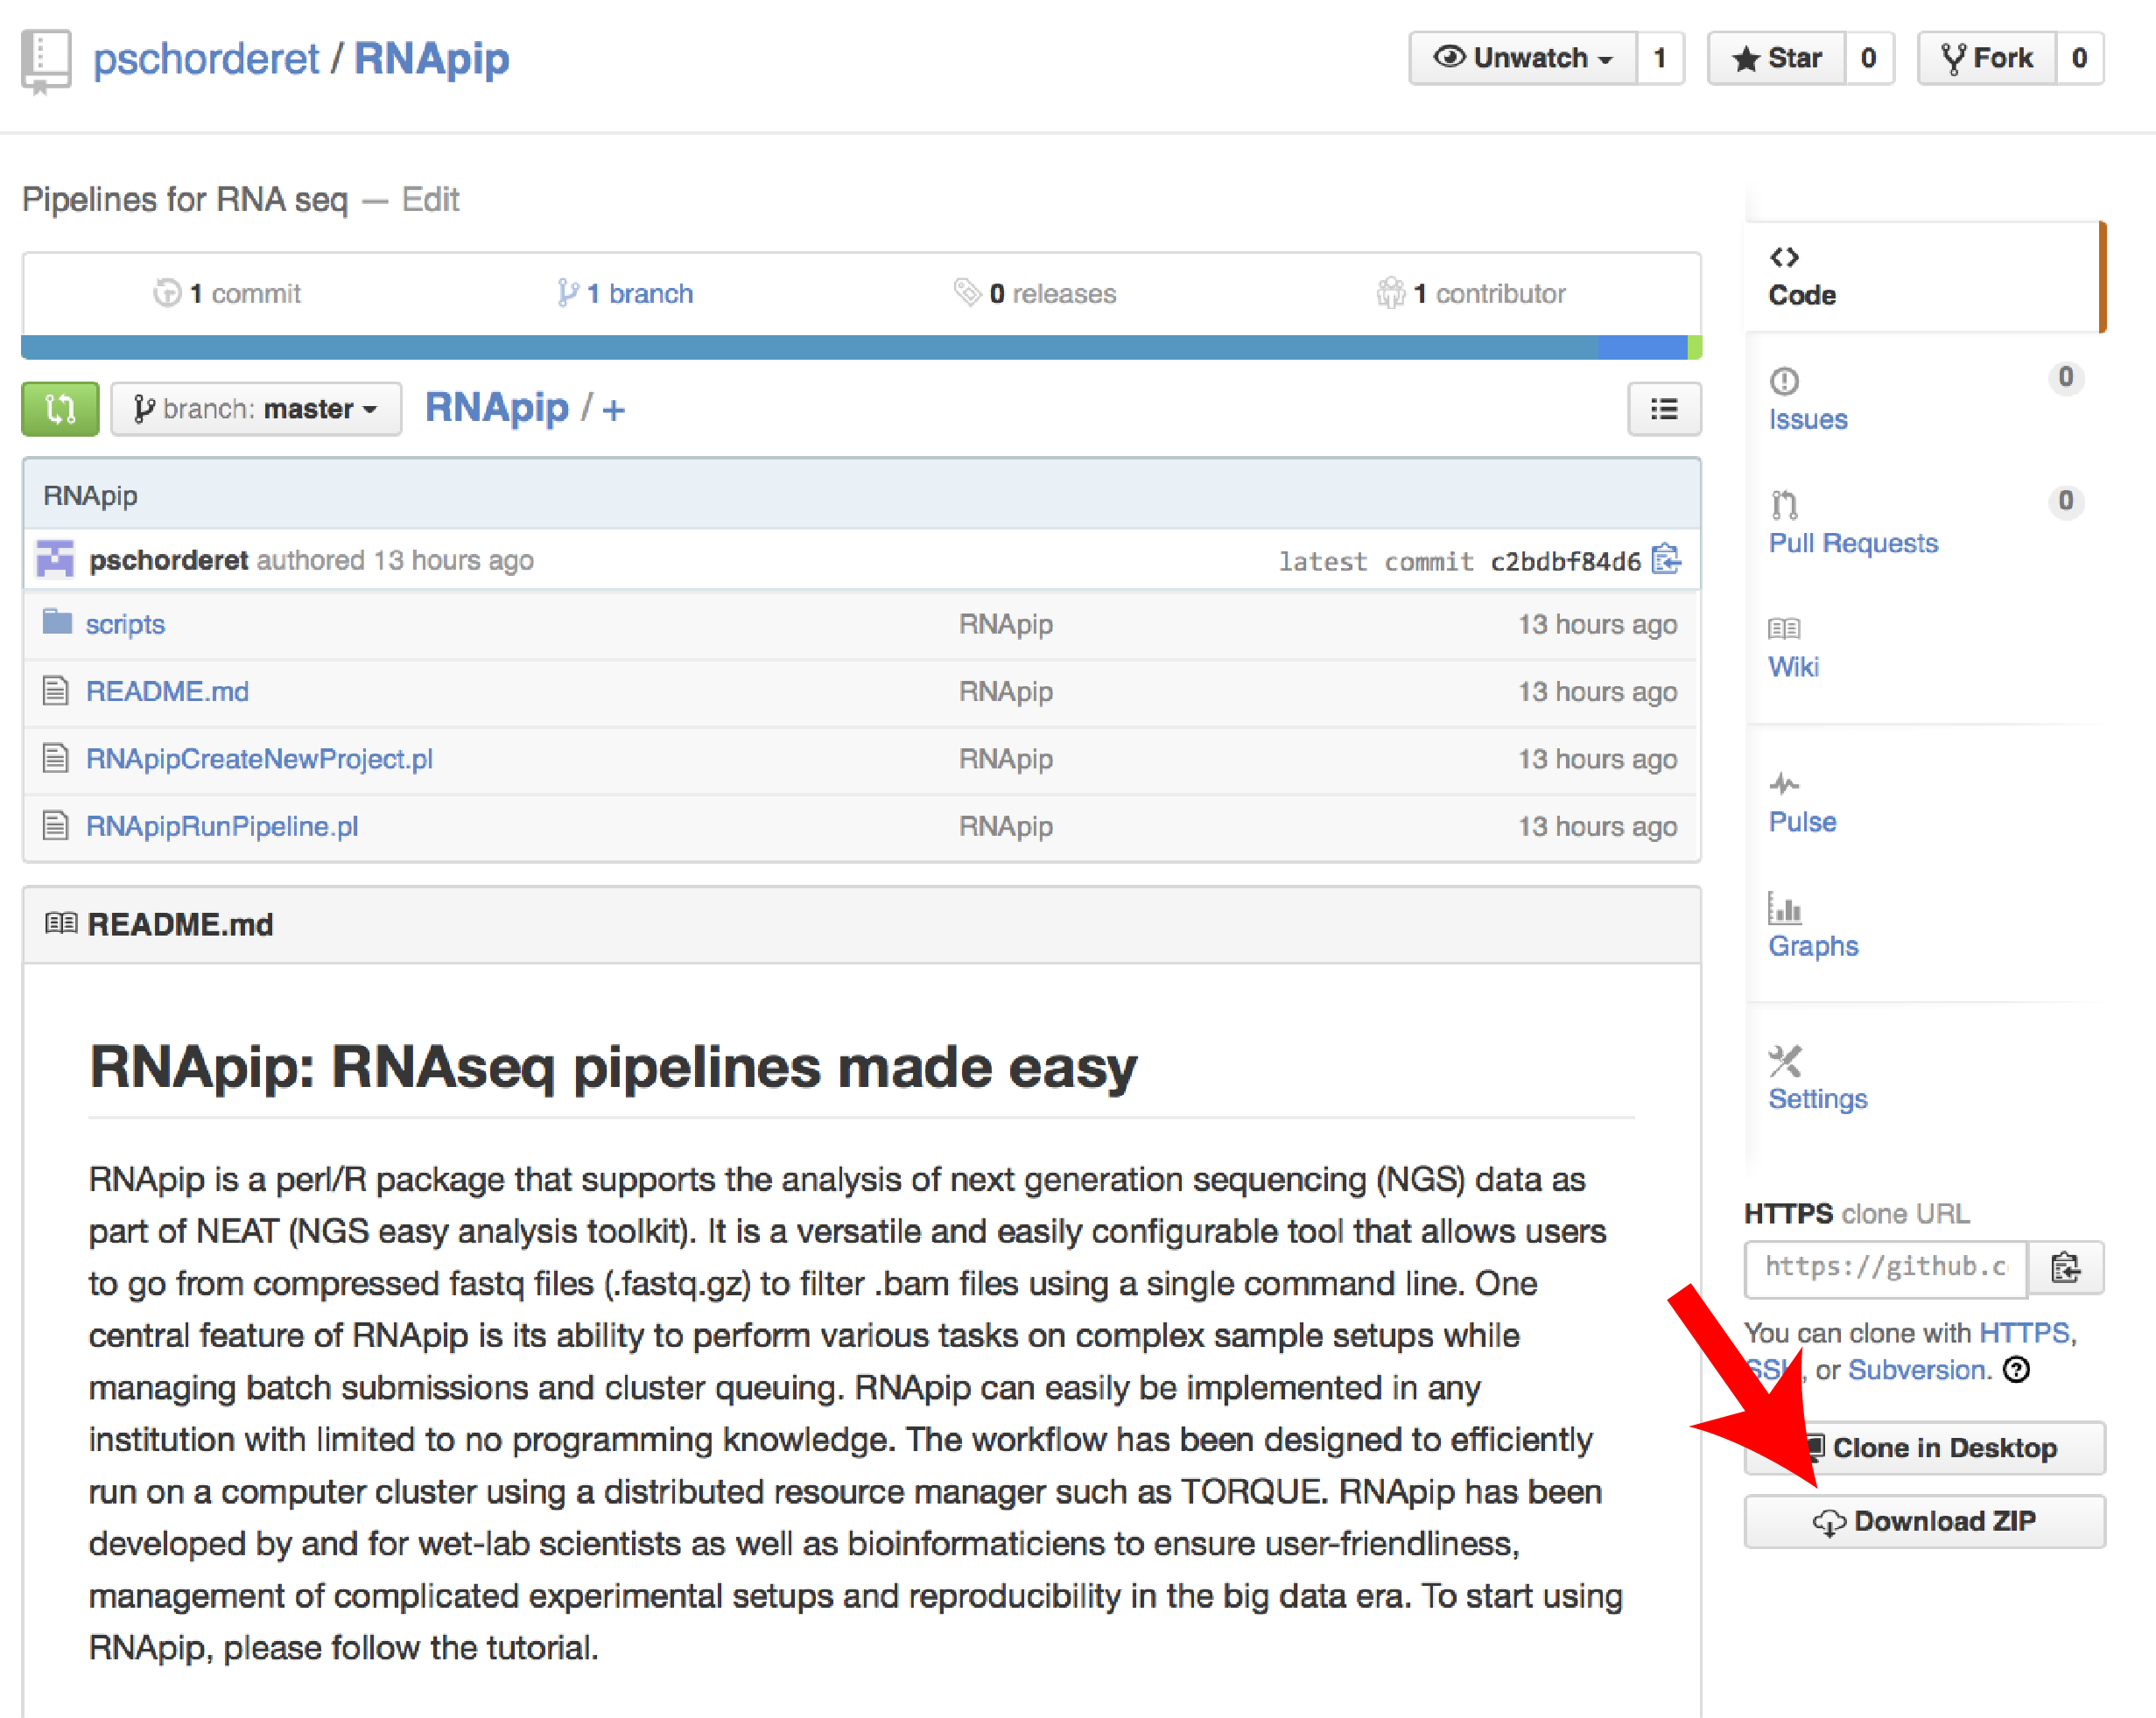 pschorderet / RNApip
Unwatch 1
Star 0
Fork 0
Pipelines for RNA seq — Edit
1 commit
1 branch
0 releases
1 contributor
branch: master
RNApip / +
RNApip
pschorderet authored 13 hours ago
latest commit c2bdbf84d6
scripts RNApip 13 hours ago
README.md RNApip 13 hours ago
RNApipCreateNewProject.pl RNApip 13 hours ago
RNApipRunPipeline.pl RNApip 13 hours ago
README.md
RNApip: RNAseq pipelines made easy
RNApip is a perl/R package that supports the analysis of next generation sequencing (NGS) data as
part of NEAT (NGS easy analysis toolkit). It is a versatile and easily configurable tool that allows users
to go from compressed fastq files (.fastq.gz) to filter .bam files using a single command line. One
central feature of RNApip is its ability to perform various tasks on complex sample setups while
managing batch submissions and cluster queuing. RNApip can easily be implemented in any
institution with limited to no programming knowledge. The workflow has been designed to efficiently
run on a computer cluster using a distributed resource manager such as TORQUE. RNApip has been
developed by and for wet-lab scientists as well as bioinformaticiens to ensure user-friendliness,
management of complicated experimental setups and reproducibility in the big data era. To start using
RNApip, please follow the tutorial.
Code
Issues 0
Pull Requests 0
Wiki
Pulse
Graphs
Settings
HTTPS clone URL
https://github.c
You can clone with HTTPS,
SSH, or Subversion.
Clone in Desktop
Download ZIP